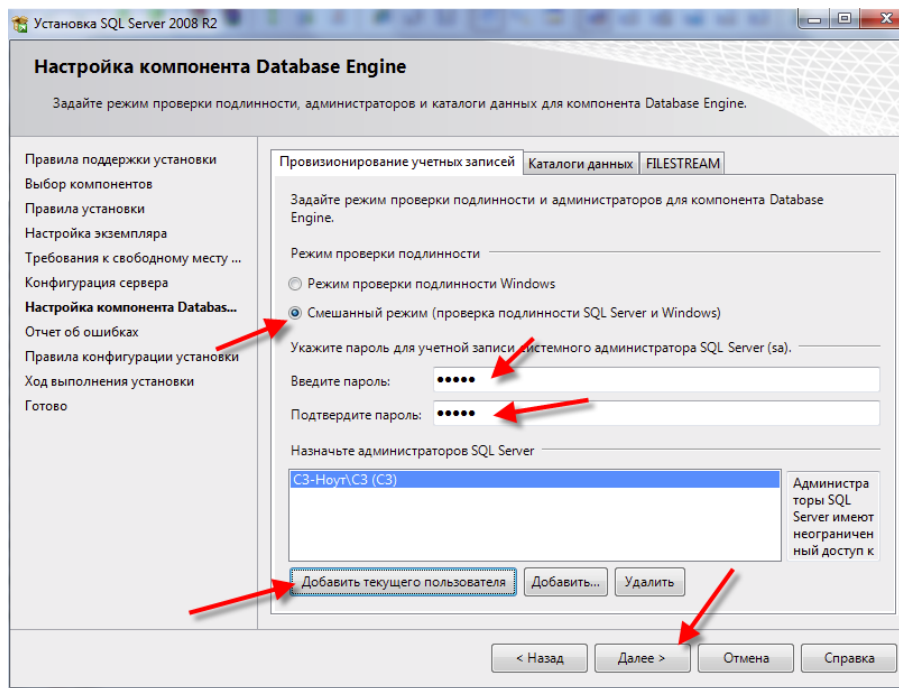 Установка SQL Server 2008 R2
Настройка компонента Database Engine
Задайте режим проверки подлинности, администраторов и каталоги данных для компонента Database Engine.
Правила поддержки установки
Выбор компонентов
Правила установки
Настройка экземпляра
Требования к свободному месту ...
Конфигурация сервера
Настройка компонента Databas...
Отчет об ошибках
Правила конфигурации установки
Ход выполнения установки
Готово
Провизионирование учетных записей
Каталоги данных
FILESTREAM
Задайте режим проверки подлинности и администраторов для компонента Database
Engine.
Режим проверки подлинности
Режим проверки подлинности Windows
Смешанный режим (проверка подлинности SQL Server и Windows)
Укажите пароль для учетной записи системного администратора SQL Server (sa).
Введите пароль:
Подтвердите пароль:
Назначьте администраторов SQL Server
СЗ-Ноут\СЗ (СЗ)
Администра
торы SQL
Server имеют
неограничен
ный доступ к
Добавить текущего пользователя
Добавить...
Удалить
< Назад
Далее >
Отмена
Справка